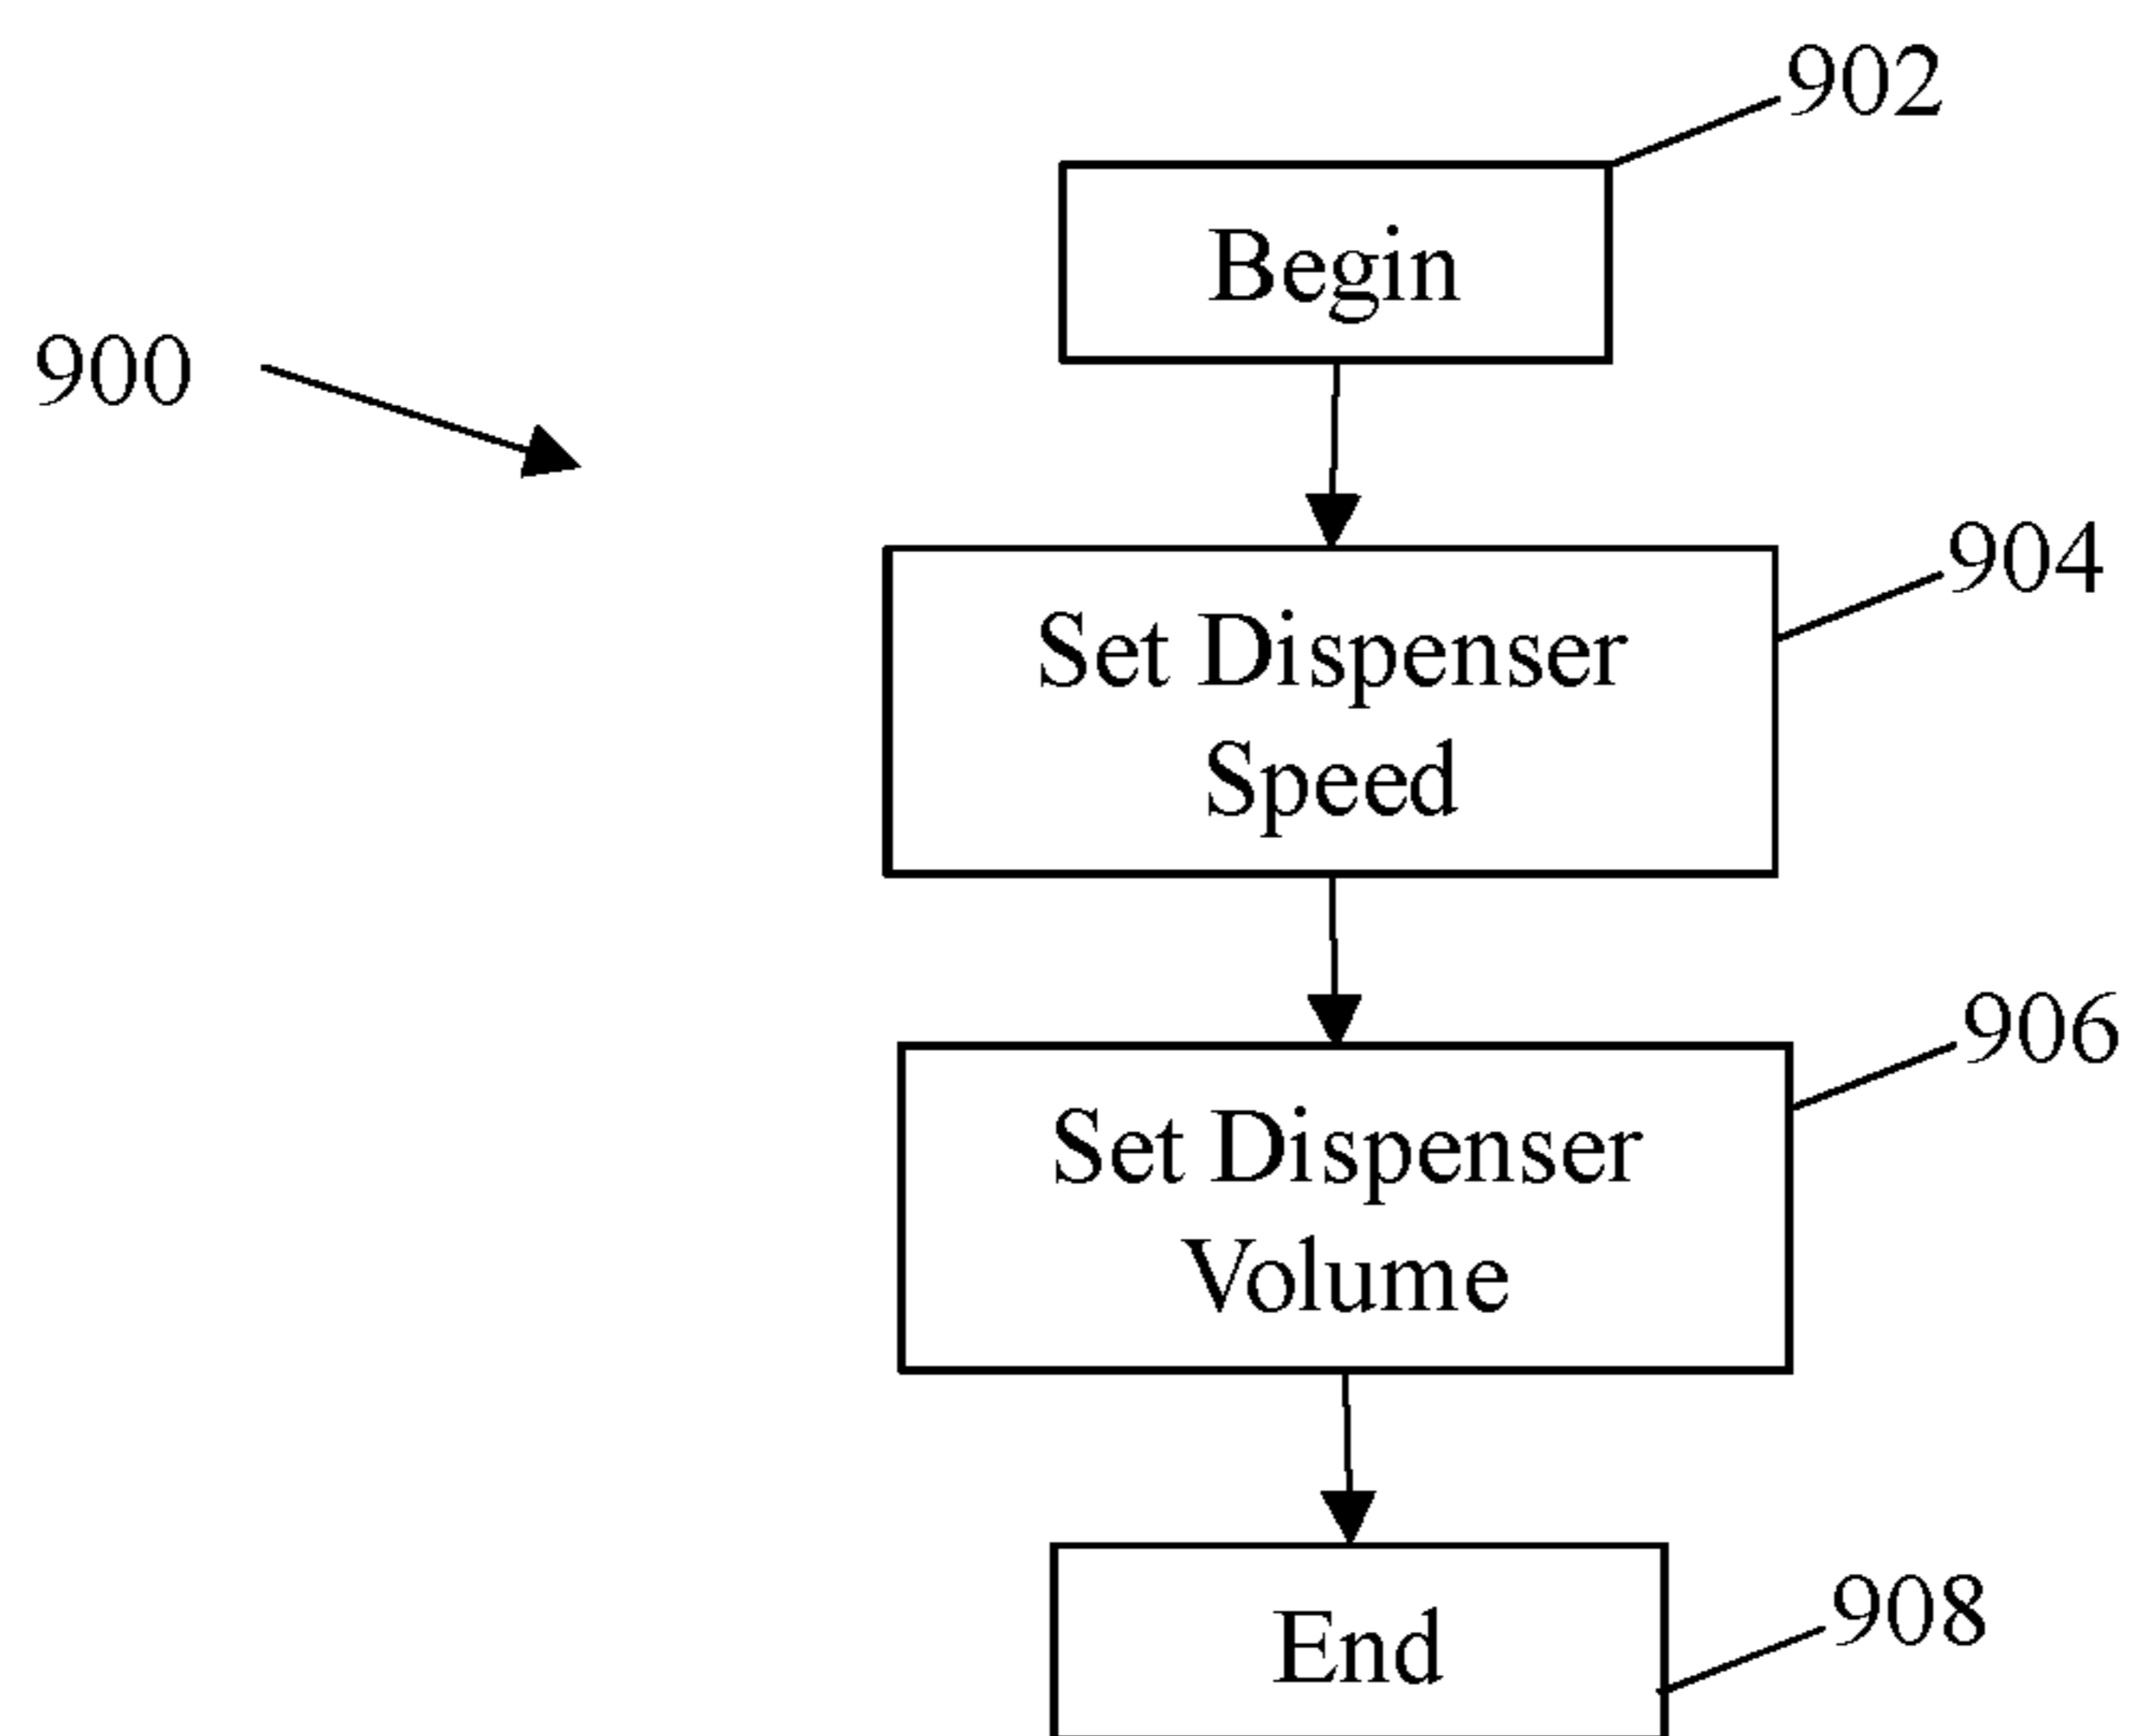 902
Begin
900
904
Set Dispenser
Speed
906
Set Dispenser
Volume
908
End